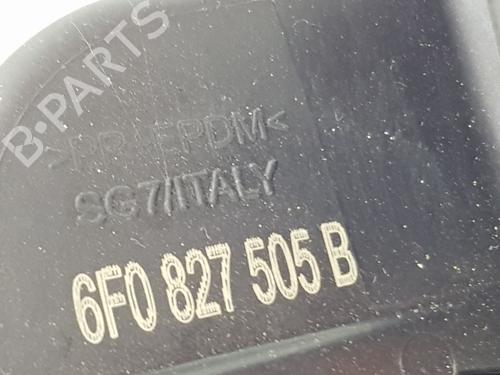 B-PARTS
>PP+EPDM<
SG7/ITALY
6F0 827 505 B